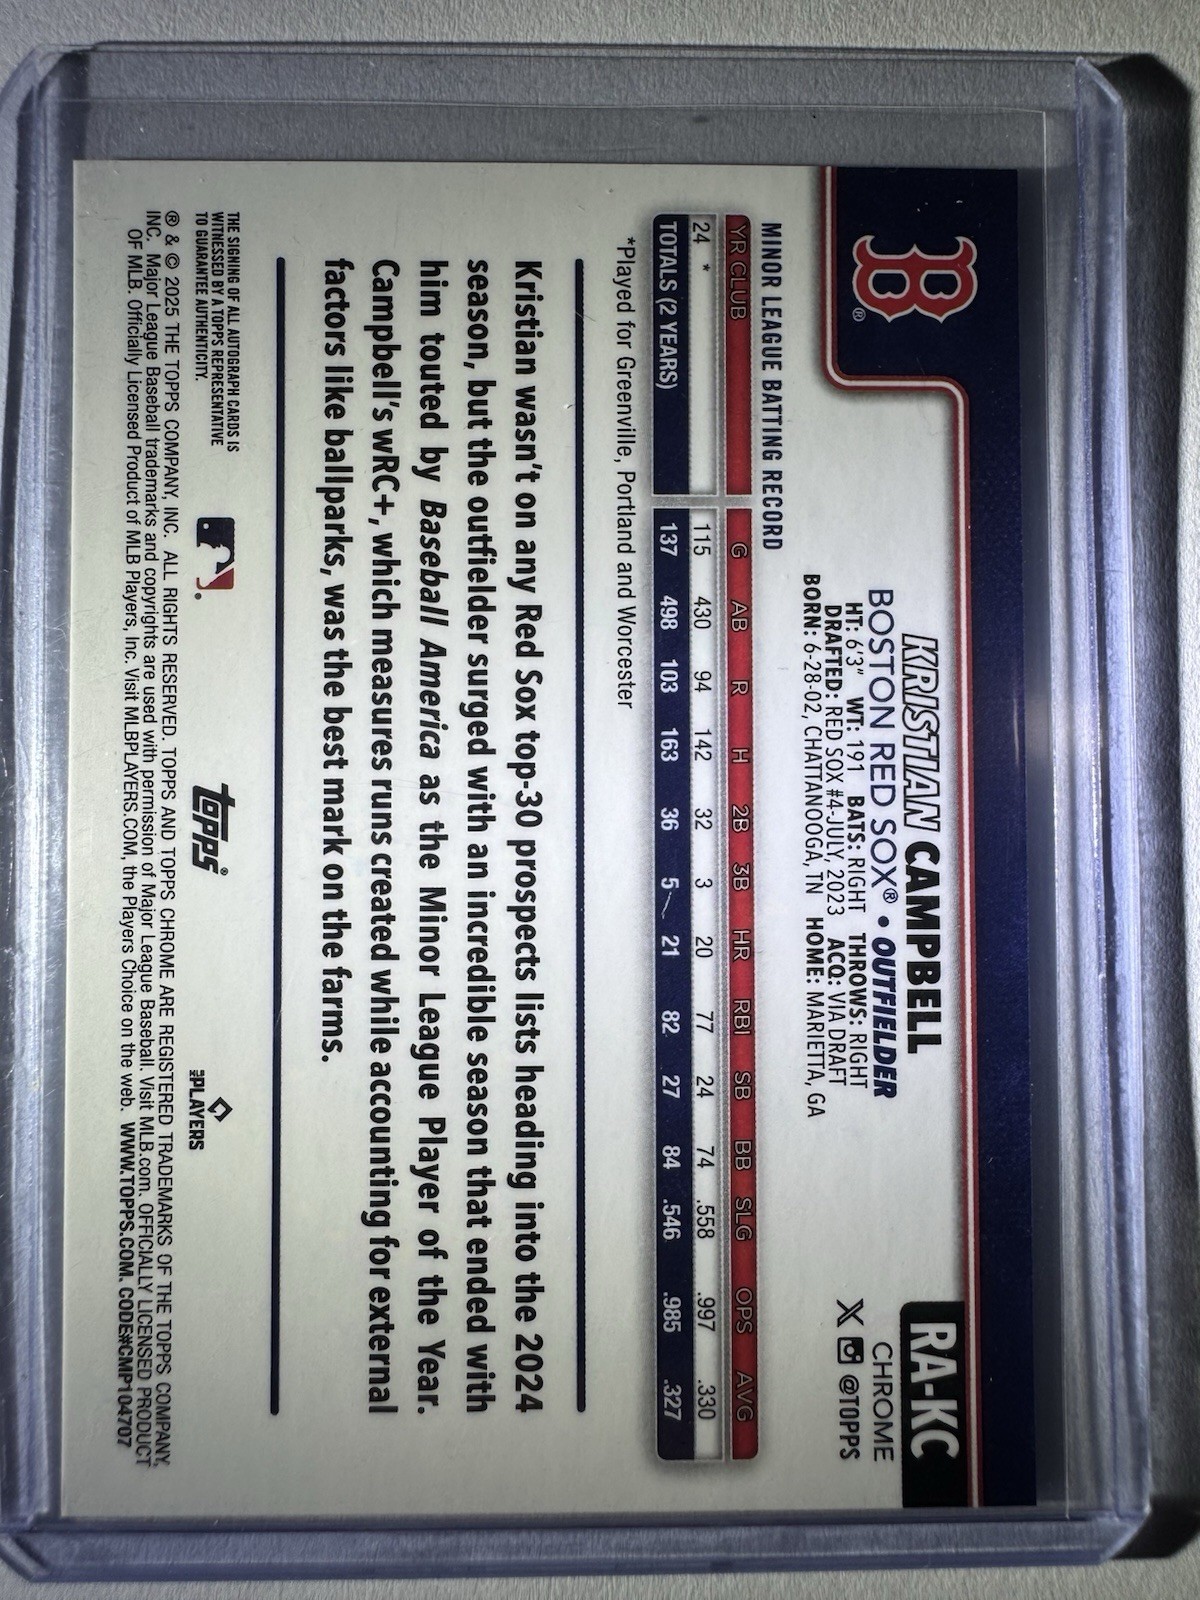 B®
RA-KC
CHROME
X @TOPPS
KRISTIAN CAMPBELL
BOSTON RED SOX® • OUTFIELDER
HT: 6'3" WT: 191 BATS: RIGHT THROWS: RIGHT
DRAFTED: RED SOX #4-JULY, 2023 ACQ: VIA DRAFT
BORN: 6-28-02, CHATTANOOGA, TN HOME: MARIETTA, GA
MINOR LEAGUE BATTING RECORD
YR CLUB G AB R H 2B 3B HR RBI SB BB SLG OPS AVG
24 * 115 430 94 142 32 3 20 77 24 74 .558 .997 .330
TOTALS (2 YEARS) 137 498 103 163 36 5 21 82 27 84 .546 .985 .327
*Played for Greenville, Portland and Worcester
Kristian wasn't on any Red Sox top-30 prospects lists heading into the 2024
season, but the outfielder surged with an incredible season that ended with
him touted by Baseball America as the Minor League Player of the Year.
Campbell's wRC+, which measures runs created while accounting for external
factors like ballparks, was the best mark on the farms.
THE SIGNING OF ALL AUTOGRAPH CARDS IS
WITNESSED BY A TOPPS REPRESENTATIVE
TO GUARANTEE AUTHENTICITY.
topps®
MLB PLAYERS
® & © 2025 THE TOPPS COMPANY, INC. ALL RIGHTS RESERVED. TOPPS AND TOPPS CHROME ARE REGISTERED TRADEMARKS OF THE TOPPS COMPANY,
INC. Major League Baseball trademarks and copyrights are used with permission of Major League Baseball. Visit MLB.com. OFFICIALLY LICENSED PRODUCT
OF MLB. Officially Licensed Product of MLB Players, Inc. Visit MLBPLAYERS.COM, the Players Choice on the web. WWW.TOPPS.COM. CODE#CMP104707